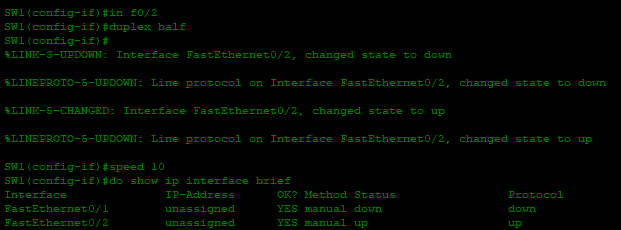 SW1(config-if)#in f0/2
SW1(config-if)#duplex half
SW1(config-if)#
%LINK-3-UPDOWN: Interface FastEthernet0/2, changed state to down
%LINEPROTO-5-UPDOWN: Line protocol on Interface FastEthernet0/2, changed state to down
%LINK-5-CHANGED: Interface FastEthernet0/2, changed state to up
%LINEPROTO-5-UPDOWN: Line protocol on Interface FastEthernet0/2, changed state to up
SW1(config-if)#speed 10
SW1(config-if)#do show ip interface brief
Interface IP-Address OK? Method Status Protocol
FastEthernet0/1 unassigned YES manual down down
FastEthernet0/2 unassigned YES manual up up